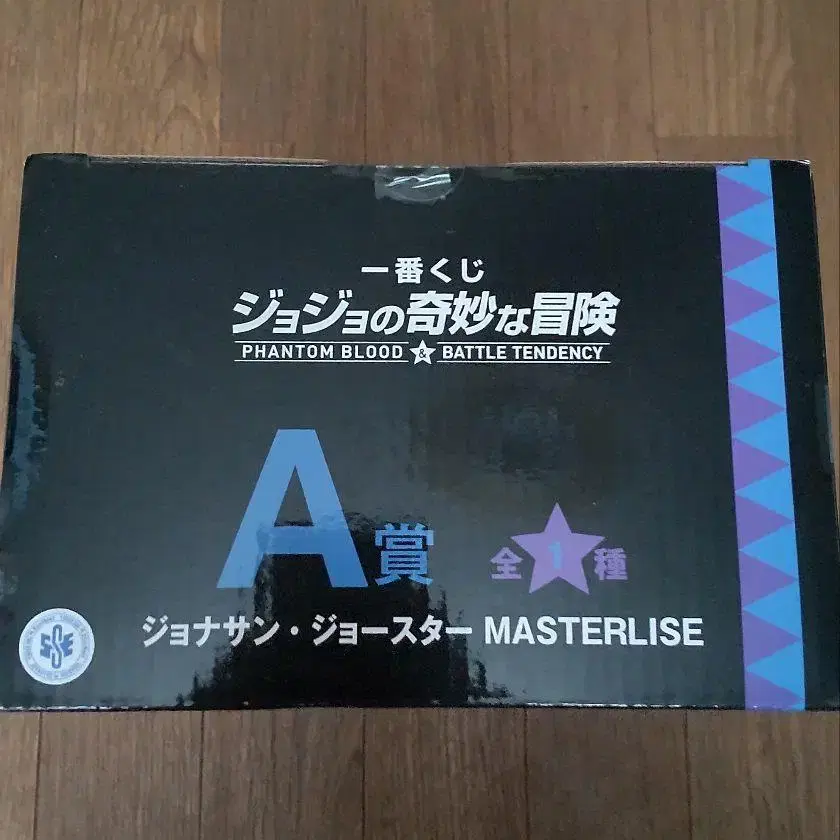 一番くじ
ジョジョの奇妙な冒険
PHANTOM BLOOD & BATTLE TENDENCY
A賞
全1種
ジョナサン・ジョースター MASTERLISE